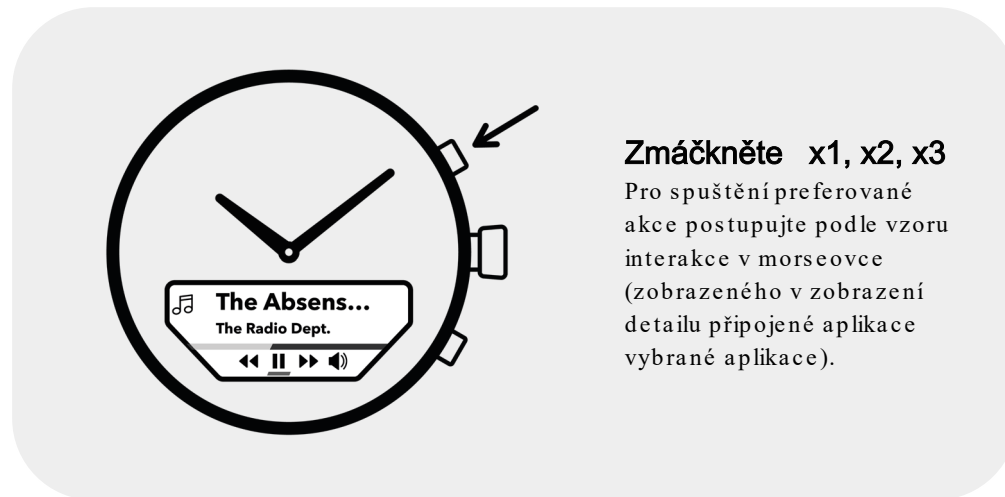 The Absens...
The Radio Dept.
Zmáčkněte x1, x2, x3
Pro spuštění preferované
akce postupujte podle vzoru
interakce v morseovce
(zobrazeného v zobrazení
detailu připojené aplikace
vybrané aplikace).